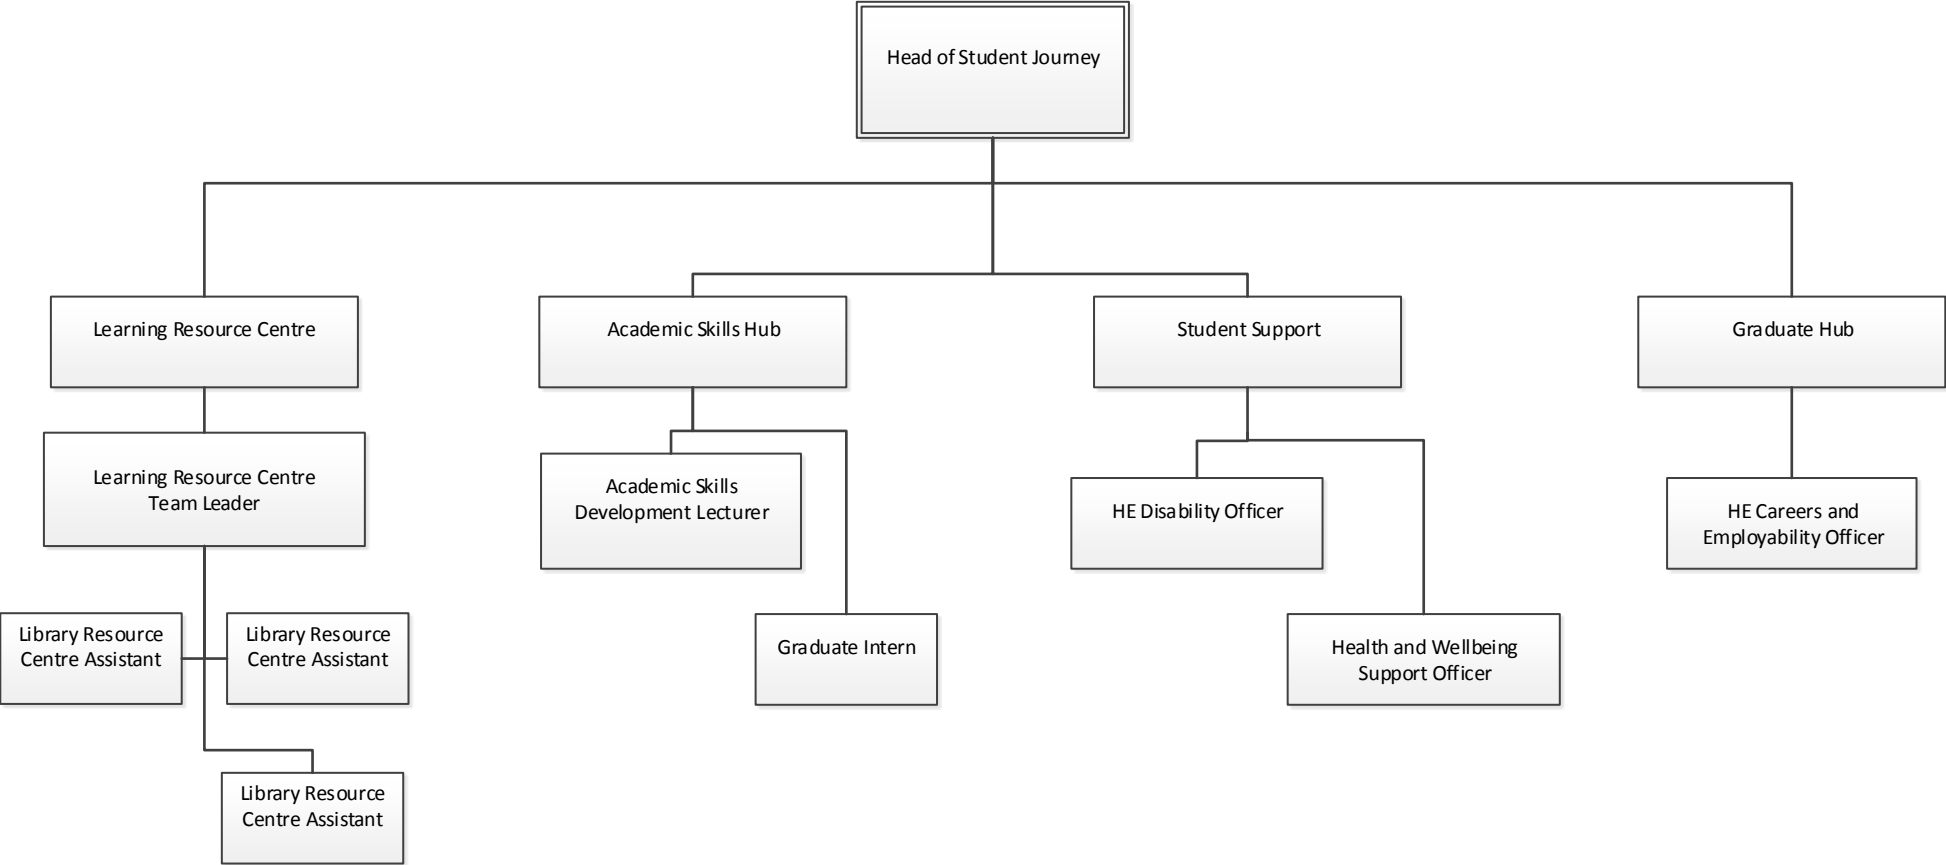 Head of Student Journey
Learning Resource Centre
Academic Skills Hub
Student Support
Graduate Hub
Learning Resource Centre
Team Leader
Academic Skills
Development Lecturer
HE Disability Officer
HE Careers and
Employability Officer
Library Resource
Centre Assistant
Library Resource
Centre Assistant
Graduate Intern
Health and Wellbeing
Support Officer
Library Resource
Centre Assistant